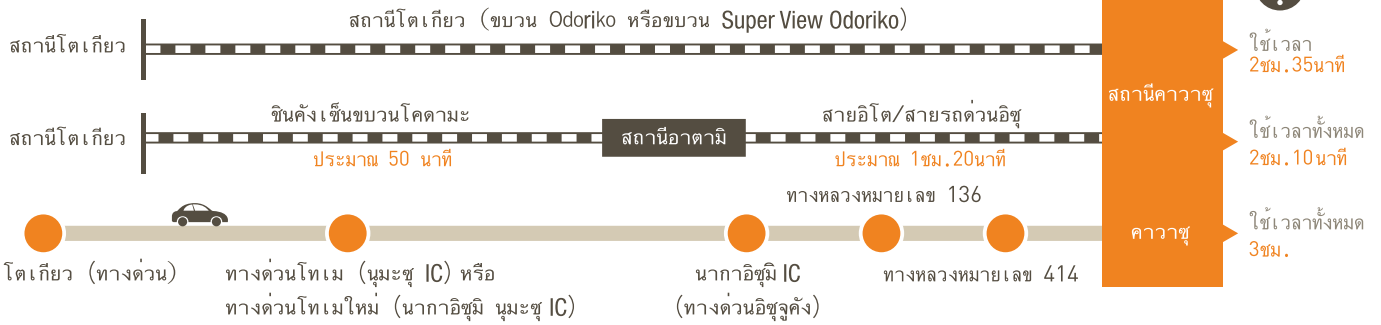 สถานีโตเกียว (ขบวน Odoriko หรือขบวน Super View Odoriko)
สถานีโตเกียว
ใช้เวลา
2ชม.35นาที
สถานีคาวาซุ
ชินคังเซ็นขบวนโคดามะ
สายอิโต/สายรถด่วนอิซุ
สถานีโตเกียว
สถานีอาตามิ
ใช้เวลาทั้งหมด
2ชม.10นาที
ประมาณ 50 นาที
ประมาณ 1ชม.20นาที
ทางหลวงหมายเลข 136
คาวาซุ
ใช้เวลาทั้งหมด
3ชม.
โตเกียว (ทางด่วน)
ทางด่วนโทเม (นุมะซุ IC) หรือ
ทางด่วนโทเมใหม่ (นากาอิซุมิ นุมะซุ IC)
นากาอิซุมิ IC
(ทางด่วนอิซุจูคัง)
ทางหลวงหมายเลข 414